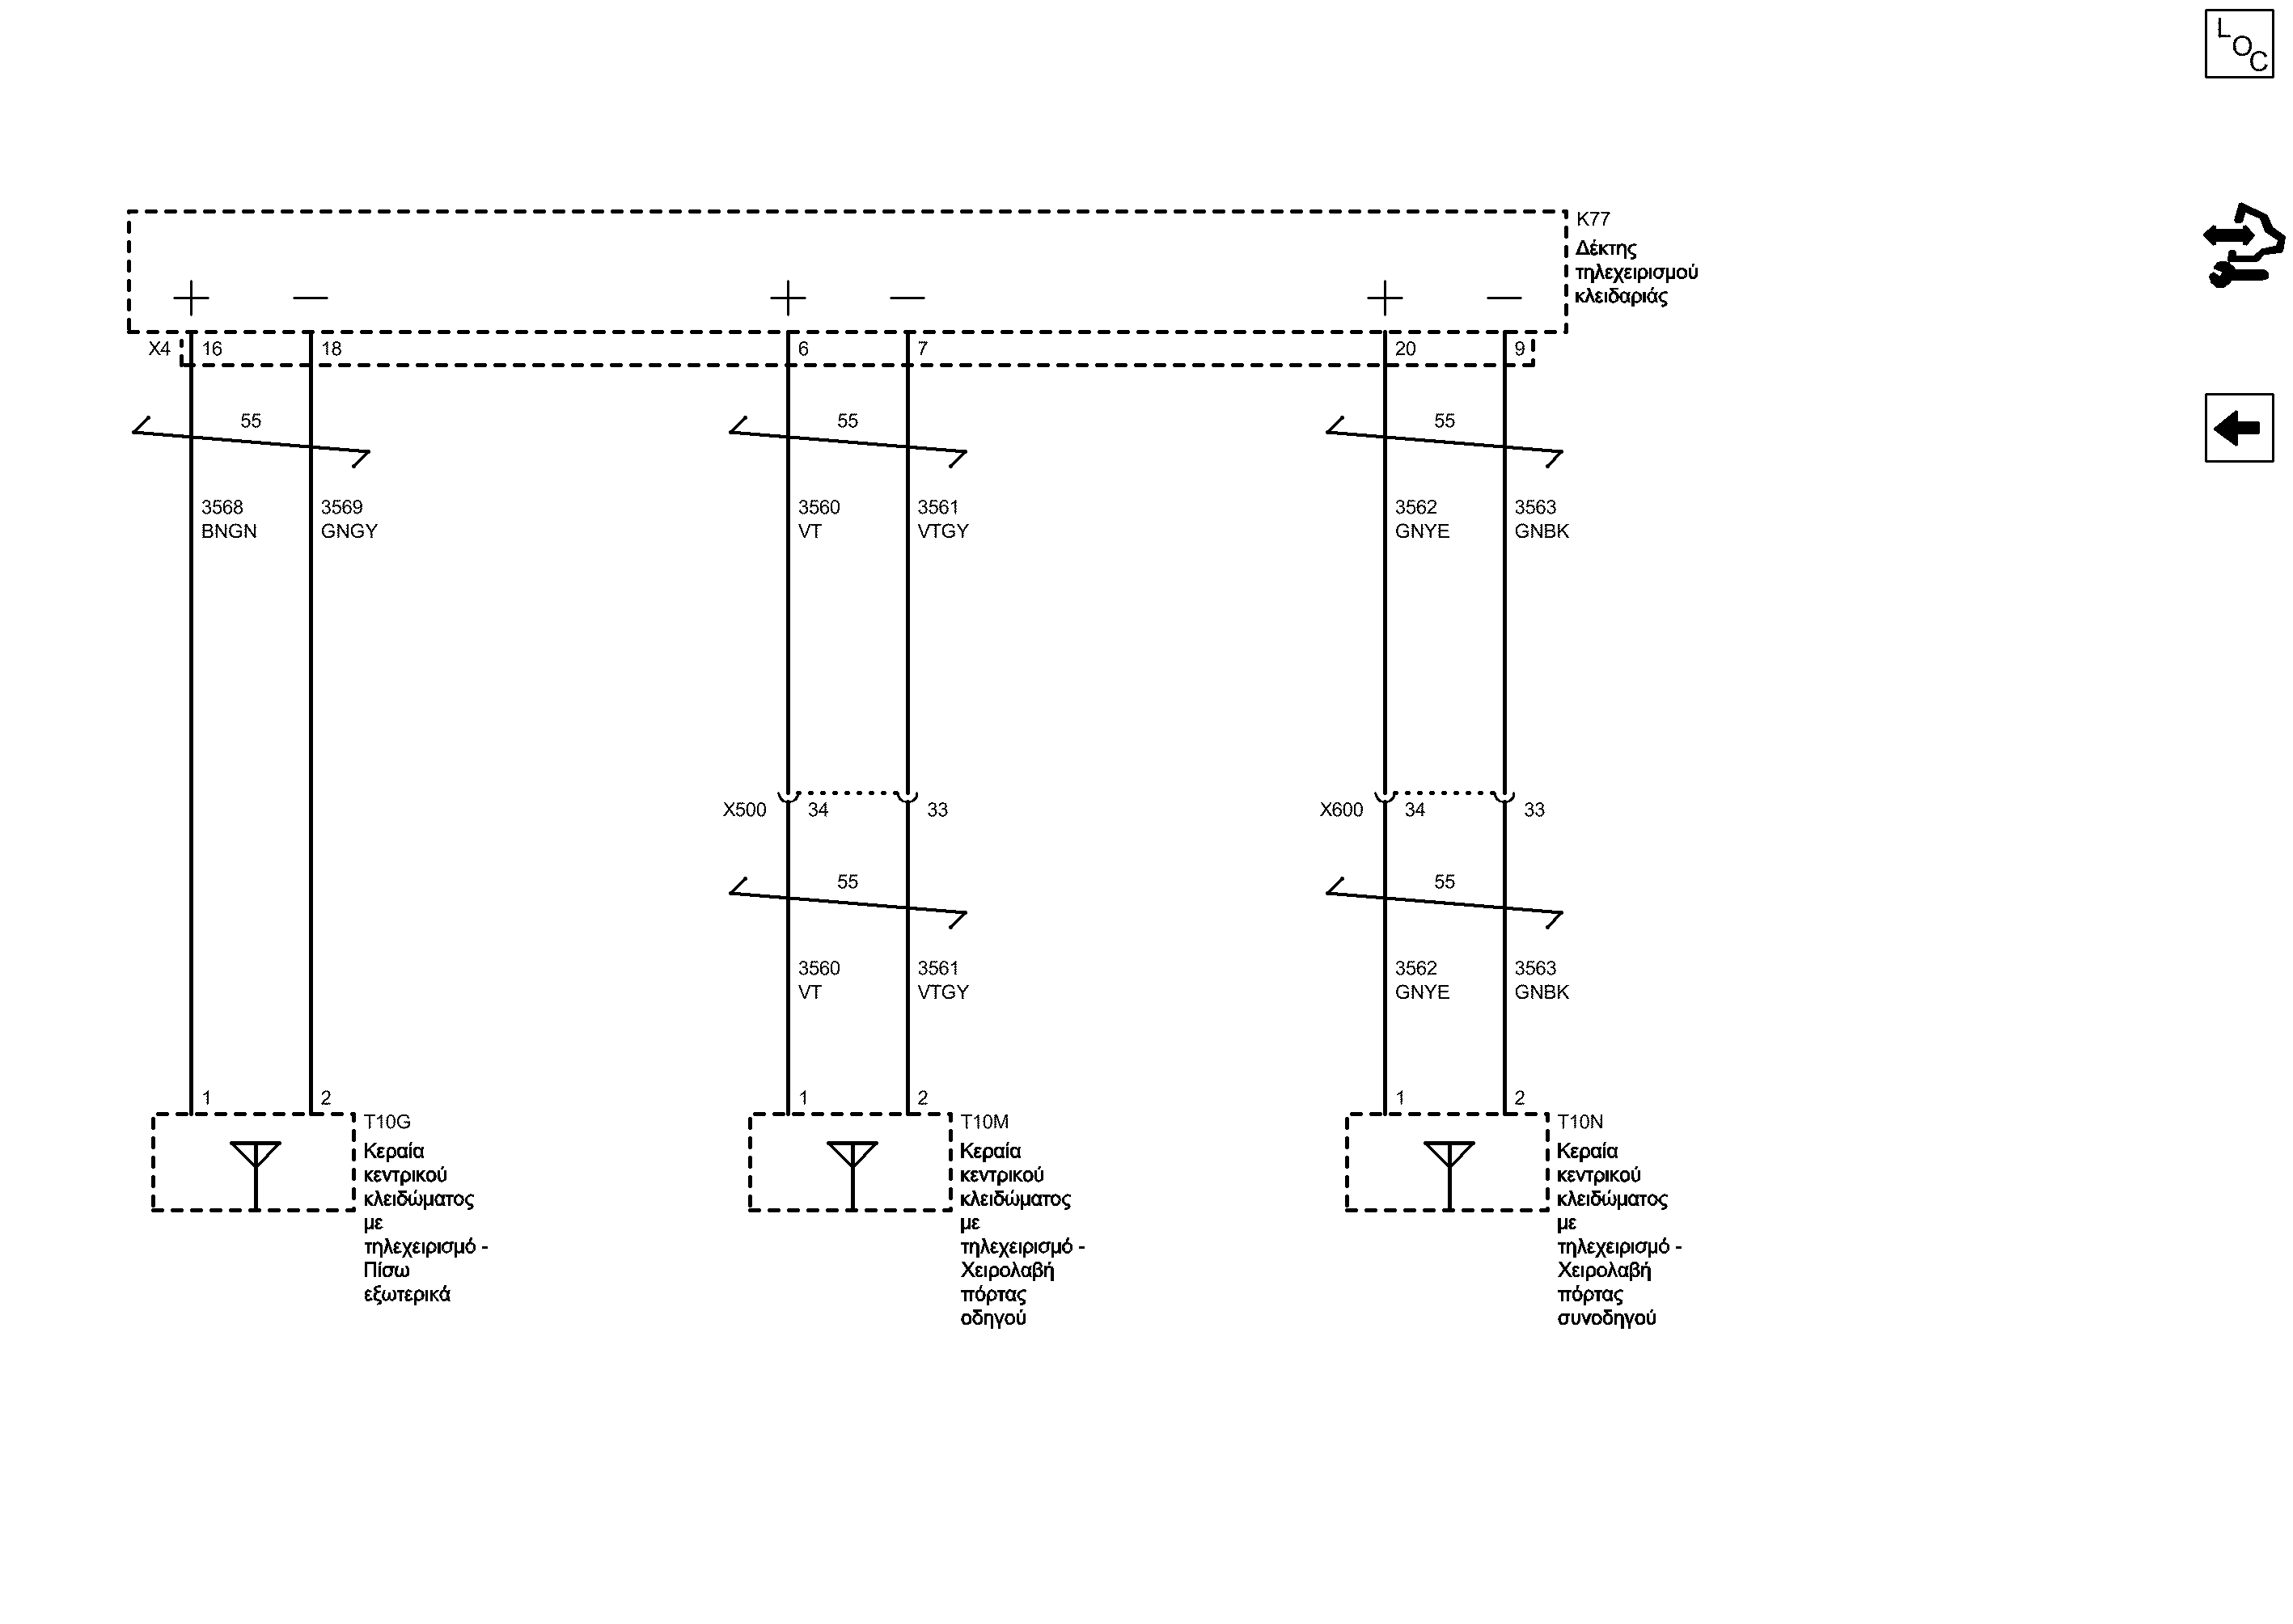 LOC
K77
Δέκτης
τηλεχειρισμού
κλειδαριάς
X4 16 18 6 7 20 9
55 55 55
3568 3569 3560 3561 3562 3563
BNGN GNGY VT VTGY GNYE GNBK
X500 34 33 X600 34 33
55 55
3560 3561 3562 3563
VT VTGY GNYE GNBK
1 2 1 2 1 2
T10G
Κεραία
κεντρικού
κλειδώματος
με
τηλεχειρισμό -
Πίσω
εξωτερικά
T10M
Κεραία
κεντρικού
κλειδώματος
με
τηλεχειρισμό -
Χειρολαβή
πόρτας
οδηγού
T10N
Κεραία
κεντρικού
κλειδώματος
με
τηλεχειρισμό -
Χειρολαβή
πόρτας
συνοδηγού